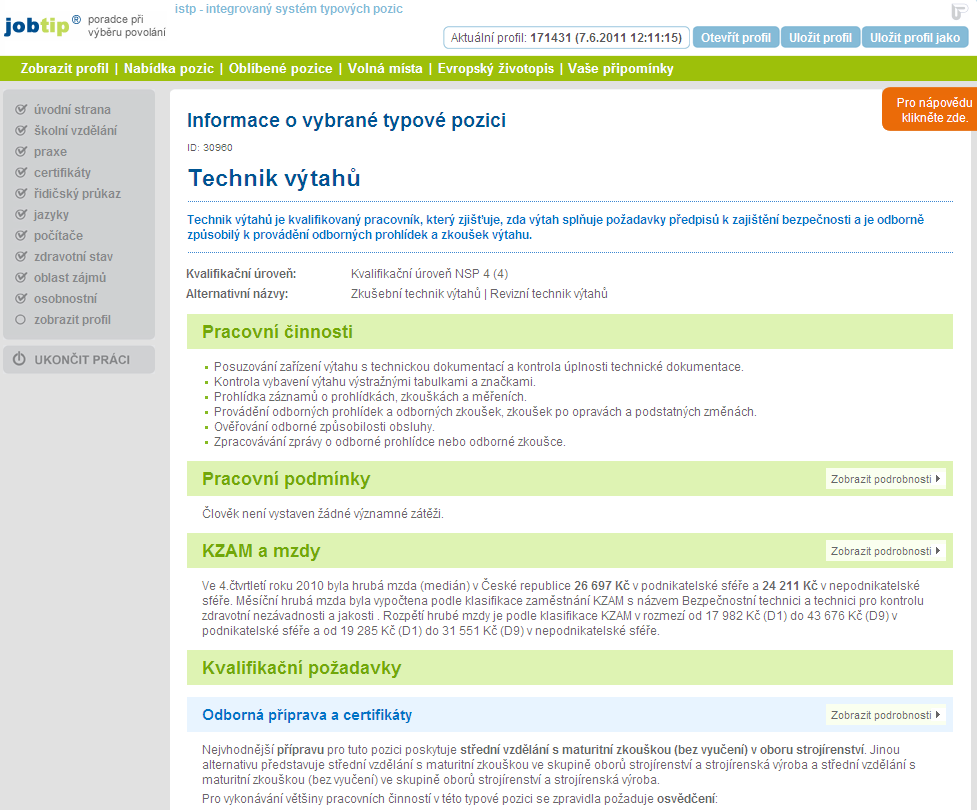 istp - integrovaný systém typových pozic
jobtip® poradce při
výběru povolání
Aktuální profil: 171431 (7.6.2011 12:11:15) Otevřít profil Uložit profil Uložit profil jako
Zobrazit profil | Nabídka pozic | Oblíbené pozice | Volná místa | Evropský životopis | Vaše připomínky
úvodní strana
školní vzdělání
praxe
certifikáty
řidičský průkaz
jazyky
počítače
zdravotní stav
oblast zájmů
osobnostní
zobrazit profil
UKONČIT PRÁCI
Pro nápovědu
klikněte zde.
Informace o vybrané typové pozici
ID: 30960
Technik výtahů
Technik výtahů je kvalifikovaný pracovník, který zjišťuje, zda výtah splňuje požadavky předpisů k zajištění bezpečnosti a je odborně
způsobilý k provádění odborných prohlídek a zkoušek výtahu.
Kvalifikační úroveň: Kvalifikační úroveň NSP 4 (4)
Alternativní názvy: Zkušební technik výtahů | Revizní technik výtahů
Pracovní činnosti
Posuzování zařízení výtahu s technickou dokumentací a kontrola úplnosti technické dokumentace.
Kontrola vybavení výtahu výstražnými tabulkami a značkami.
Prohlídka záznamů o prohlídkách, zkouškách a měřeních.
Provádění odborných prohlídek a odborných zkoušek, zkoušek po opravách a podstatných změnách.
Ověřování odborné způsobilosti obsluhy.
Zpracovávání zprávy o odborné prohlídce nebo odborné zkoušce.
Pracovní podmínky Zobrazit podrobnosti
Člověk není vystaven žádné významné zátěži.
KZAM a mzdy Zobrazit podrobnosti
Ve 4.čtvrtletí roku 2010 byla hrubá mzda (medián) v České republice 26 697 Kč v podnikatelské sféře a 24 211 Kč v nepodnikatelské
sféře. Měsíční hrubá mzda byla vypočtena podle klasifikace zaměstnání KZAM s názvem Bezpečnostní technici a technici pro kontrolu
zdravotní nezávadnosti a jakosti . Rozpětí hrubé mzdy je podle klasifikace KZAM v rozmezí od 17 982 Kč (D1) do 43 676 Kč (D9) v
podnikatelské sféře a od 19 285 Kč (D1) do 31 551 Kč (D9) v nepodnikatelské sféře.
Kvalifikační požadavky
Odborná příprava a certifikáty Zobrazit podrobnosti
Nejvhodnější přípravu pro tuto pozici poskytuje střední vzdělání s maturitní zkouškou (bez vyučení) v oboru strojírenství. Jinou
alternativu představuje střední vzdělání s maturitní zkouškou ve skupině oborů strojírenství a strojírenská výroba a střední vzdělání s
maturitní zkouškou (bez vyučení) ve skupině oborů strojírenství a strojírenská výroba.
Pro vykonávání většiny pracovních činností v této typové pozici se zpravidla požaduje osvědčení: